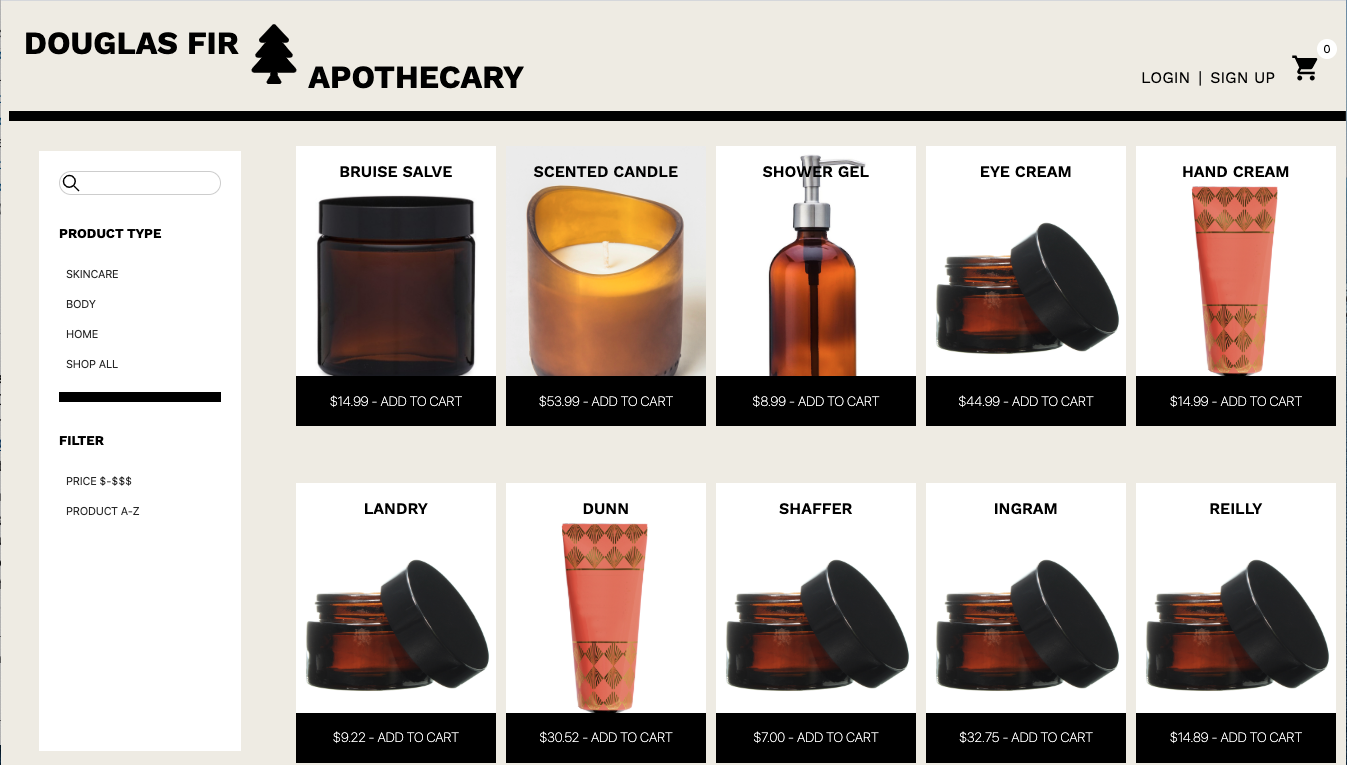 DOUGLAS FIR
APOTHECARY
LOGIN | SIGN UP
0
PRODUCT TYPE
SKINCARE
BODY
HOME
SHOP ALL
FILTER
PRICE $-$$$
PRODUCT A-Z
BRUISE SALVE
$14.99 - ADD TO CART
SCENTED CANDLE
$53.99 - ADD TO CART
SHOWER GEL
$8.99 - ADD TO CART
EYE CREAM
$44.99 - ADD TO CART
HAND CREAM
$14.99 - ADD TO CART
LANDRY
$9.22 - ADD TO CART
DUNN
$30.52 - ADD TO CART
SHAFFER
$7.00 - ADD TO CART
INGRAM
$32.75 - ADD TO CART
REILLY
$14.89 - ADD TO CART